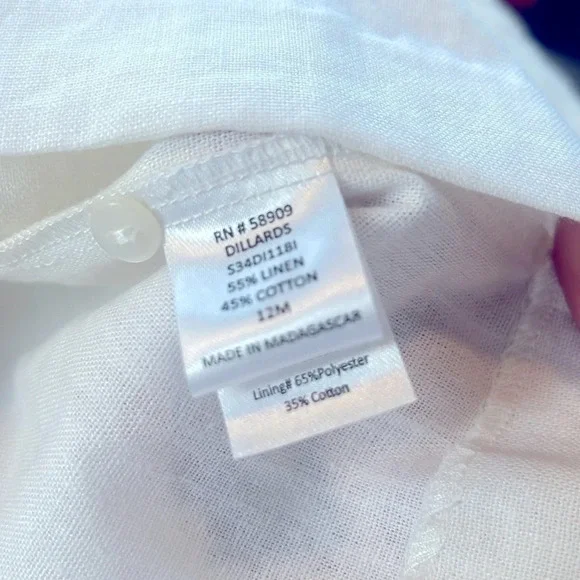 RN # 58909
DILLARDS
S34DI118I
55% LINEN
45% COTTON
12M
MADE IN MADAGASCAR
Lining# 65%Polyester
35% Cotton